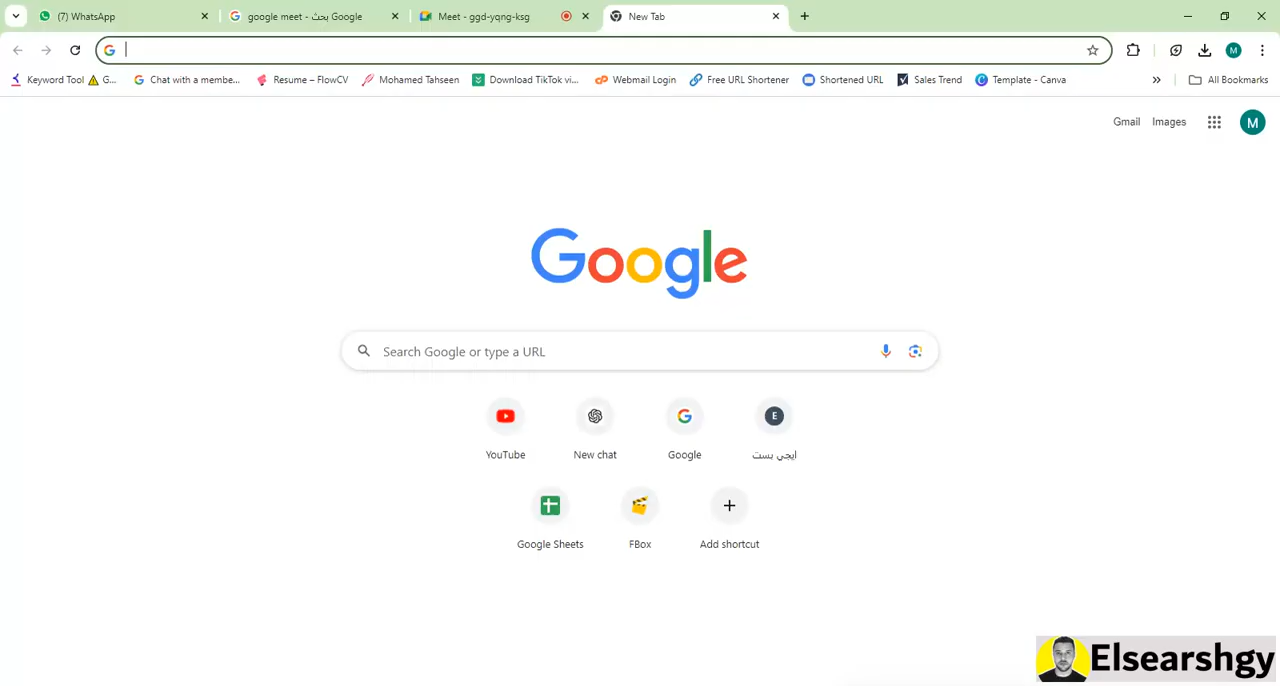 (7) WhatsApp
google meet - بحث Google
Meet - ggd-yqng-ksg
New Tab
Keyword Tool ⚠ G...
Chat with a membe...
Resume – FlowCV
Mohamed Tahseen
Download TikTok vi...
Webmail Login
Free URL Shortener
Shortened URL
Sales Trend
Template - Canva
»
All Bookmarks
M
Gmail
Images
M
Google
Search Google or type a URL
YouTube
New chat
Google
E
ايجي بست
Google Sheets
FBox
Add shortcut
Elsearshgy